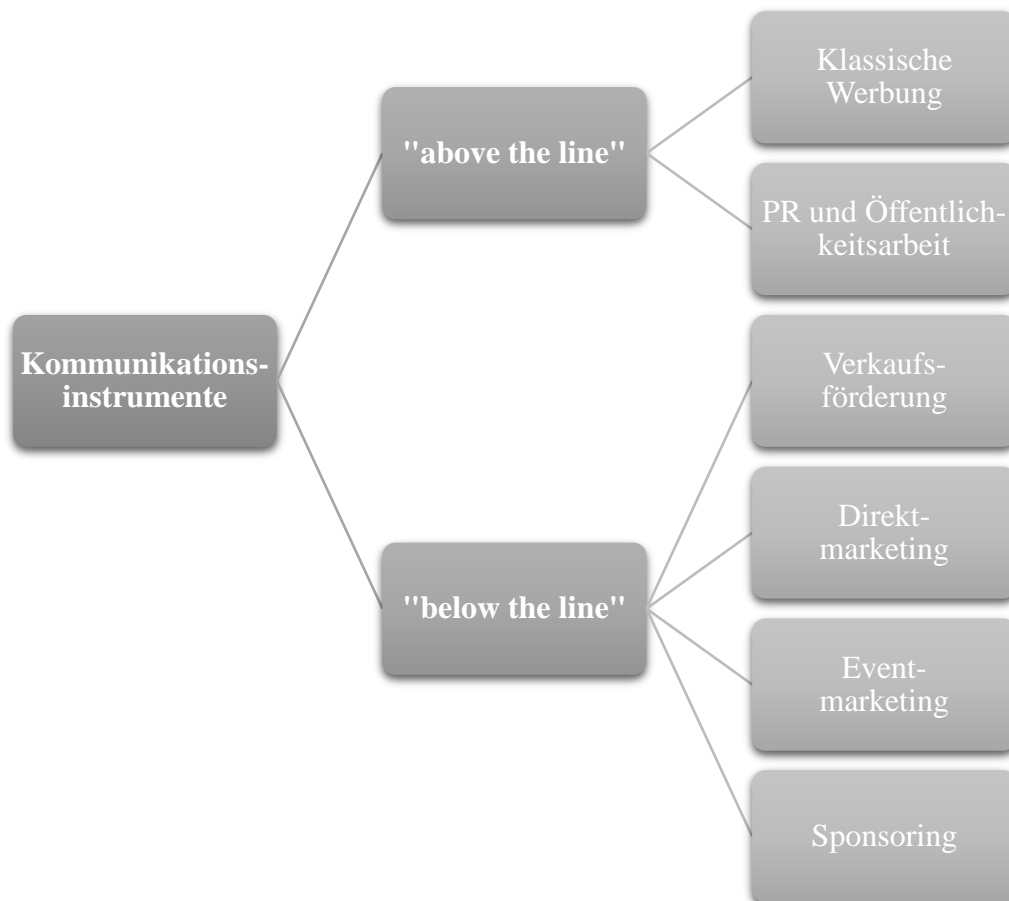 Kommunikations-
instrumente
"above the line"
Klassische
Werbung
PR und Öffentlich-
keitsarbeit
"below the line"
Verkaufs-
förderung
Direkt-
marketing
Event-
marketing
Sponsoring